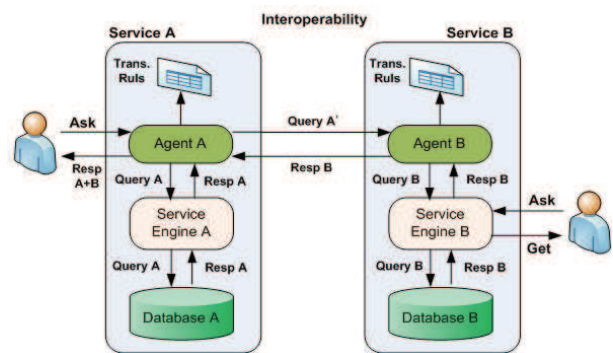 Interoperability
Service A
Service B
Trans.
Ruls
Trans.
Ruls
Ask
Query A'
Agent A
Agent B
Resp
A+B
Resp B
Query A
Resp A
Query B
Resp B
Ask
Service
Engine A
Service
Engine B
Get
Query A
Resp A
Query B
Resp B
Database A
Database B